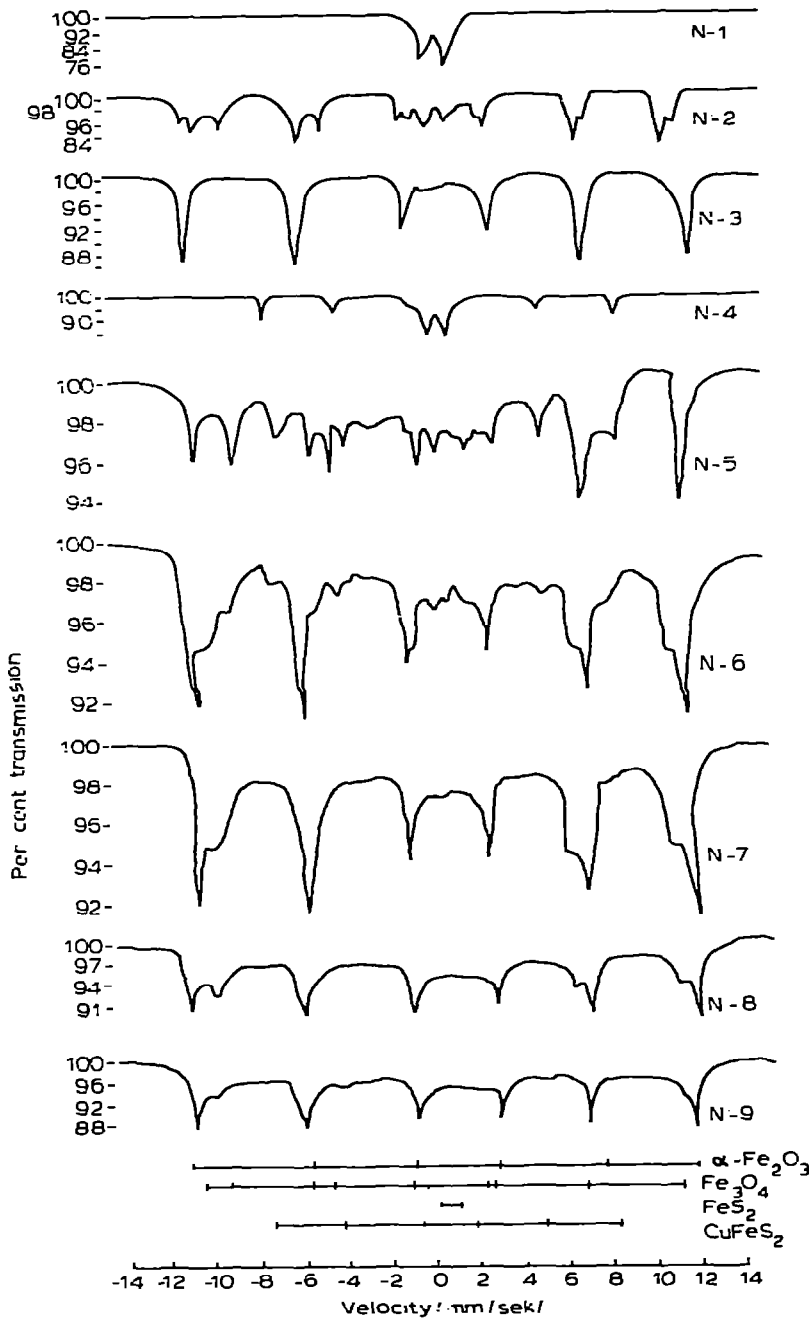 100-
92
84
76-
N-1
98
100-
96
84
N-2
100-
96
92
88
N-3
100-
90
N-4
100-
98
96
94-
N-5
100-
98
96
94
92-
N-6
100-
98
96
94
92-
N-7
100-
97
94
91
N-8
100-
96
92
88
N-9
Per cent transmission
α-Fe2O3
Fe3O4
FeS2
CuFeS2
-14 -12 -10 -8 -6 -4 -2 0 2 4 6 8 10 12 14
Velocity